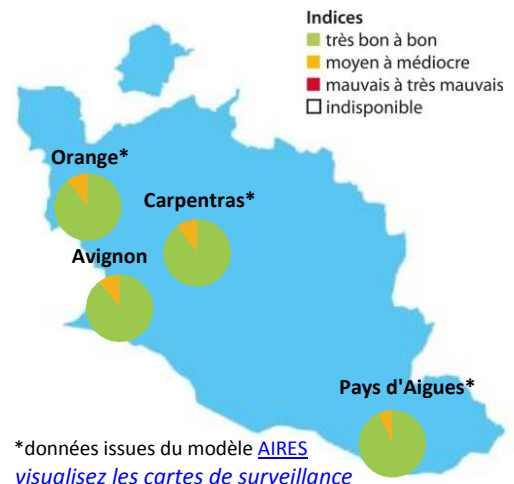 Indices
très bon à bon
moyen à médiocre
mauvais à très mauvais
indisponible
Orange*
Carpentras*
Avignon
Pays d'Aigues*
*données issues du modèle AIRES
visualisez les cartes de surveillance